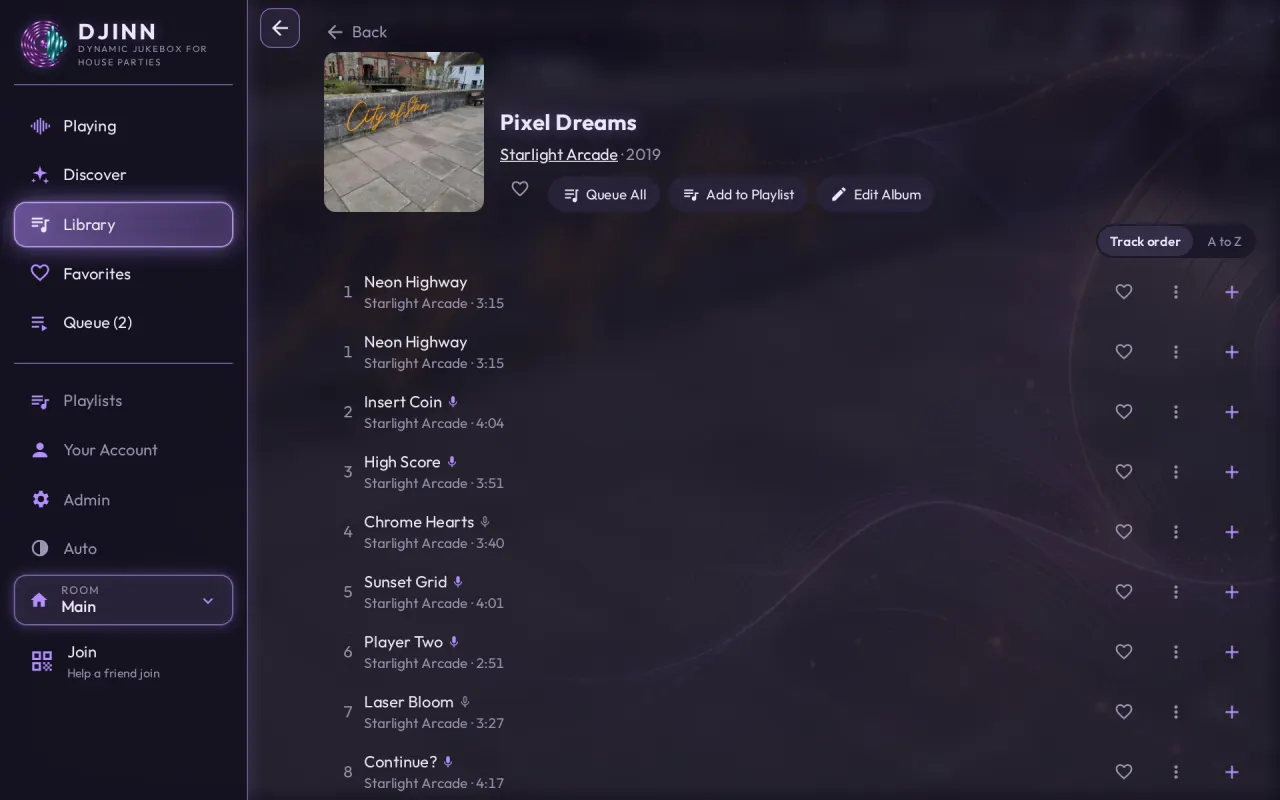 DJINN
DYNAMIC JUKEBOX FOR
HOUSE PARTIES
Playing
Discover
Library
Favorites
Queue (2)
Playlists
Your Account
Admin
Auto
ROOM
Main
Join
Help a friend join
Back
City of Stars
Pixel Dreams
Starlight Arcade · 2019
Queue All
Add to Playlist
Edit Album
Track order
A to Z
1
Neon Highway
Starlight Arcade · 3:15
1
Neon Highway
Starlight Arcade · 3:15
2
Insert Coin
Starlight Arcade · 4:04
3
High Score
Starlight Arcade · 3:51
4
Chrome Hearts
Starlight Arcade · 3:40
5
Sunset Grid
Starlight Arcade · 4:01
6
Player Two
Starlight Arcade · 2:51
7
Laser Bloom
Starlight Arcade · 3:27
8
Continue?
Starlight Arcade · 4:17